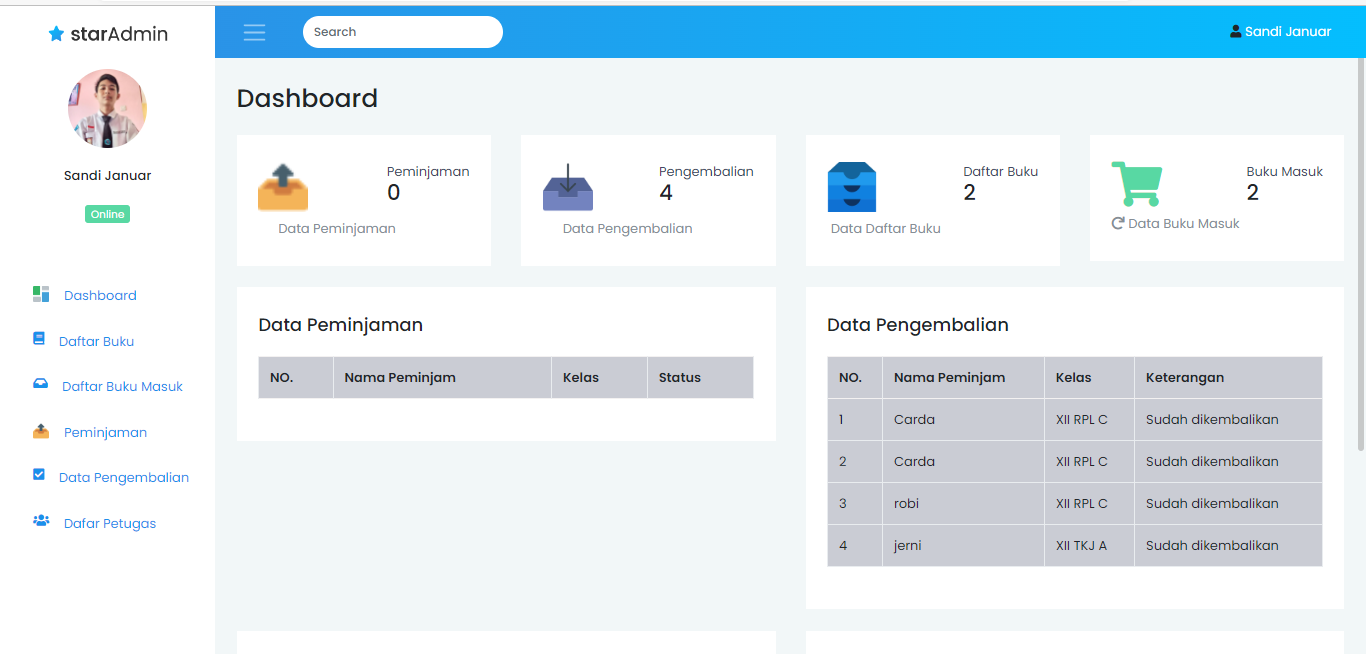 starAdmin
Search
Sandi Januar
Sandi Januar
Online
Dashboard
Daftar Buku
Daftar Buku Masuk
Peminjaman
Data Pengembalian
Dafar Petugas
Dashboard
Peminjaman
0
Data Peminjaman
Pengembalian
4
Data Pengembalian
Daftar Buku
2
Data Daftar Buku
Buku Masuk
2
Data Buku Masuk
Data Peminjaman
NO. Nama Peminjam Kelas Status
Data Pengembalian
NO. Nama Peminjam Kelas Keterangan
1 Carda XII RPL C Sudah dikembalikan
2 Carda XII RPL C Sudah dikembalikan
3 robi XII RPL C Sudah dikembalikan
4 jerni XII TKJ A Sudah dikembalikan